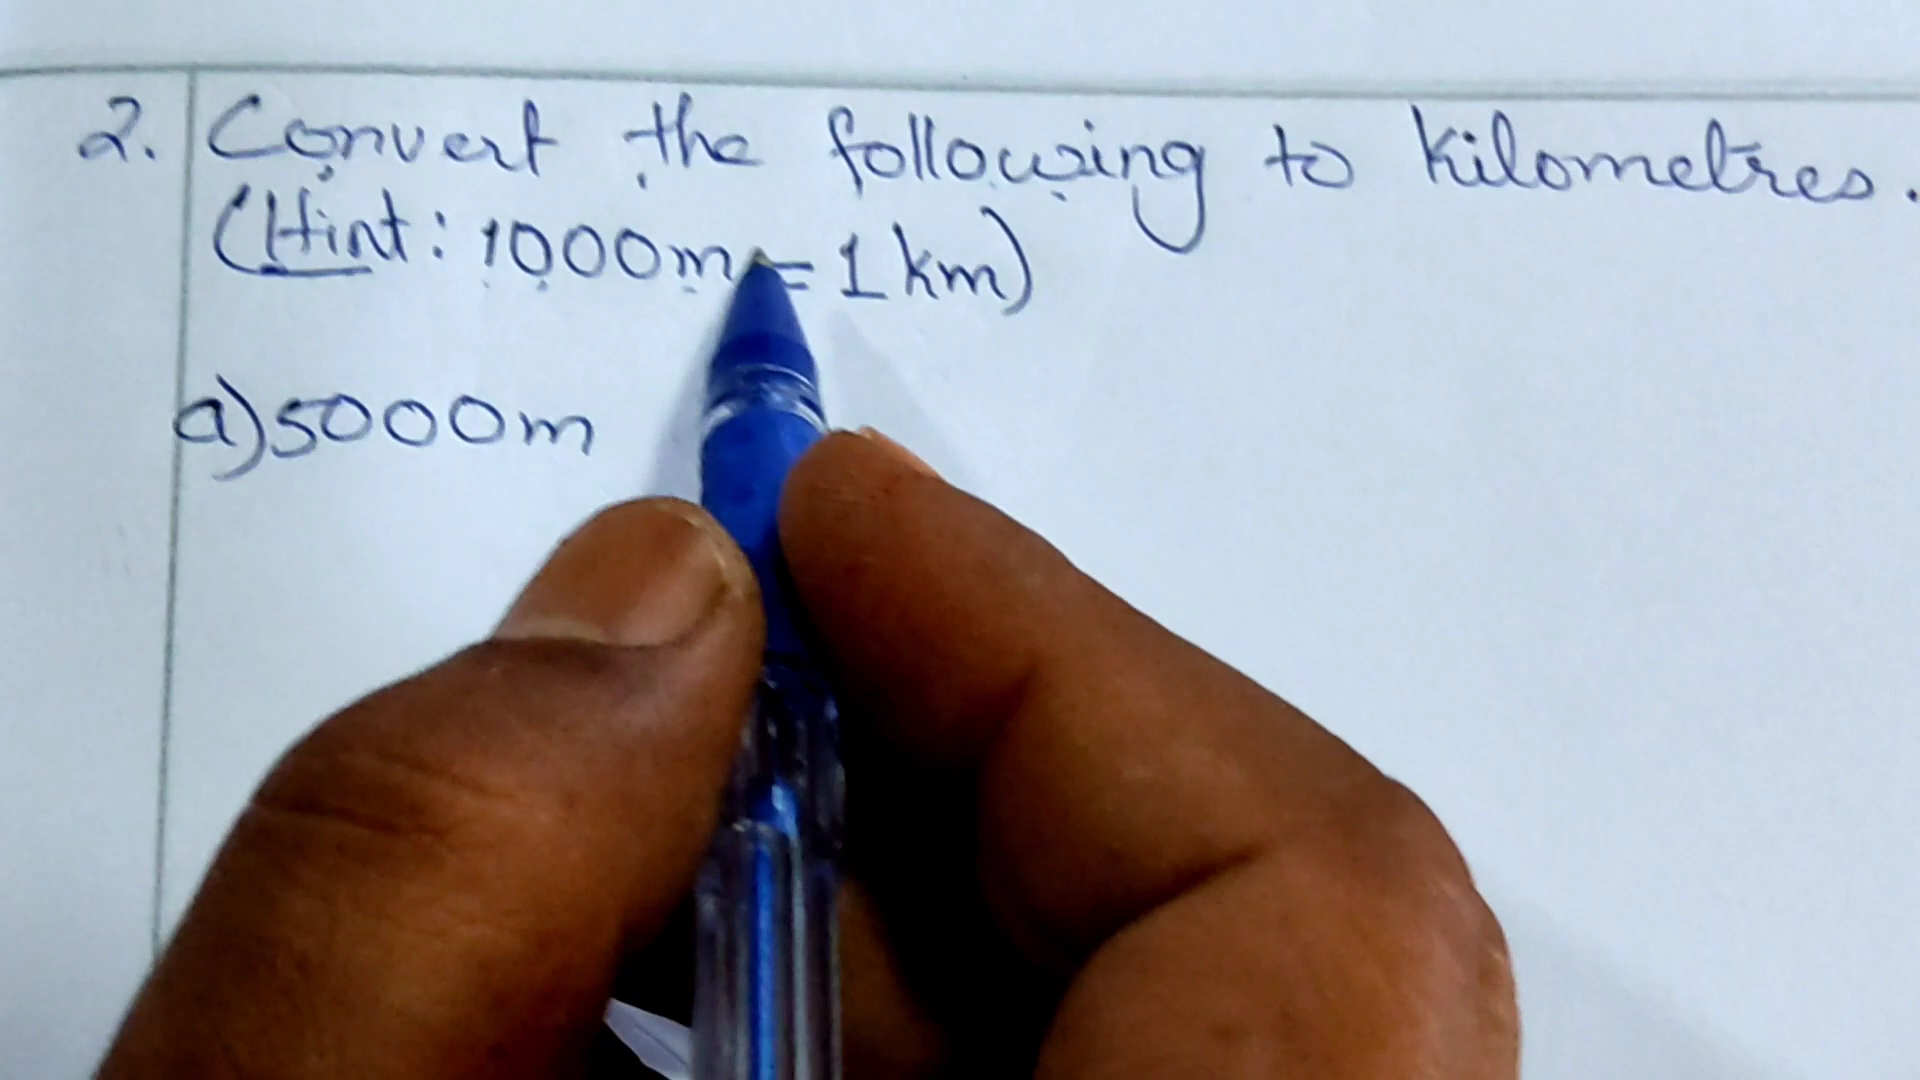 2. Convert the following to kilometres.
(Hint: 1000m = 1km)
a) 5000m